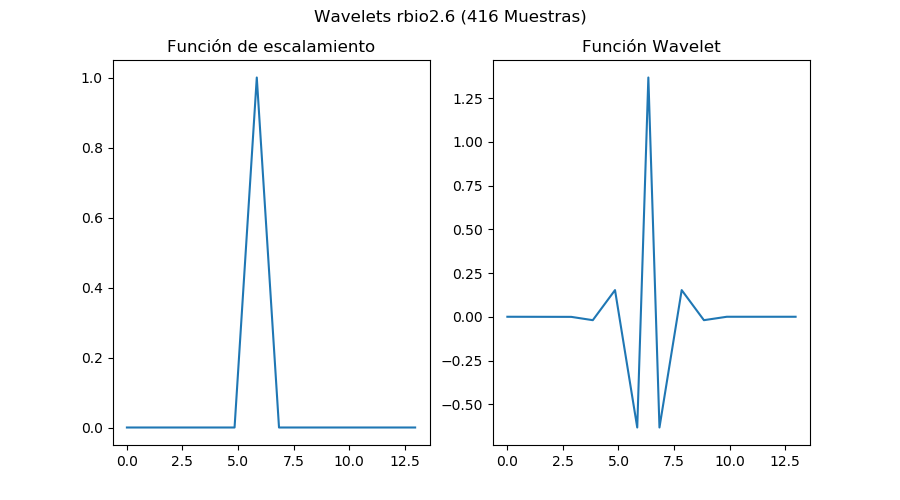 Wavelets rbio2.6 (416 Muestras)
Función de escalamiento
1.0
0.8
0.6
0.4
0.2
0.0
0.0 2.5 5.0 7.5 10.0 12.5
Función Wavelet
1.25
1.00
0.75
0.50
0.25
0.00
−0.25
−0.50
0.0 2.5 5.0 7.5 10.0 12.5